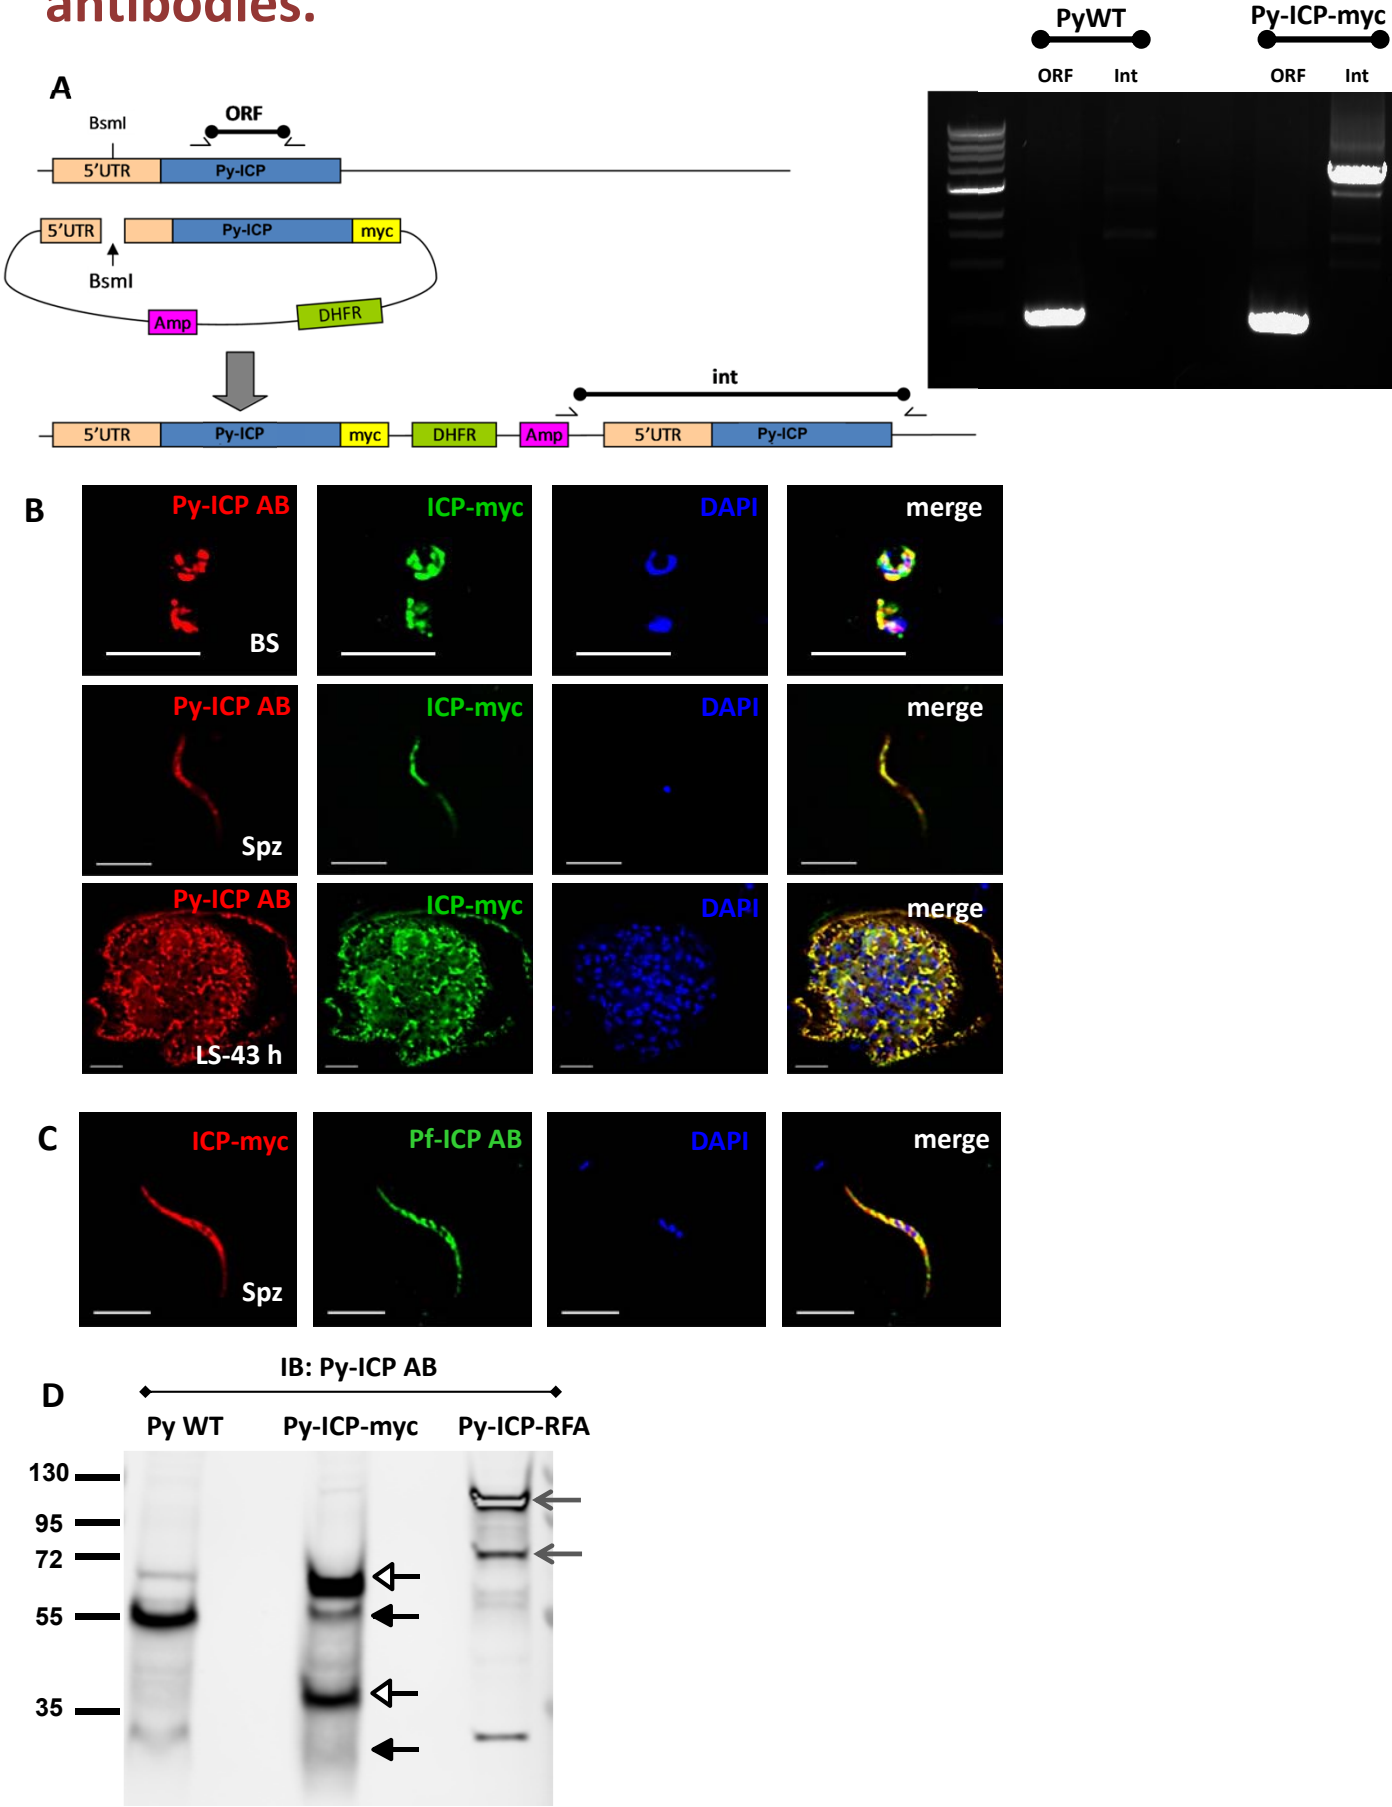 antibodies.
PyWT Py-ICP-myc
ORF Int ORF Int
A
BsmI
ORF
5'UTR Py-ICP
5'UTR Py-ICP myc
BsmI
Amp DHFR
int
5'UTR Py-ICP myc DHFR Amp 5'UTR Py-ICP
B
Py-ICP AB ICP-myc DAPI merge
BS
Py-ICP AB ICP-myc DAPI merge
Spz
Py-ICP AB ICP-myc DAPI merge
LS-43 h
C
ICP-myc Pf-ICP AB DAPI merge
Spz
IB: Py-ICP AB
D
Py WT Py-ICP-myc Py-ICP-RFA
130
95
72
55
35